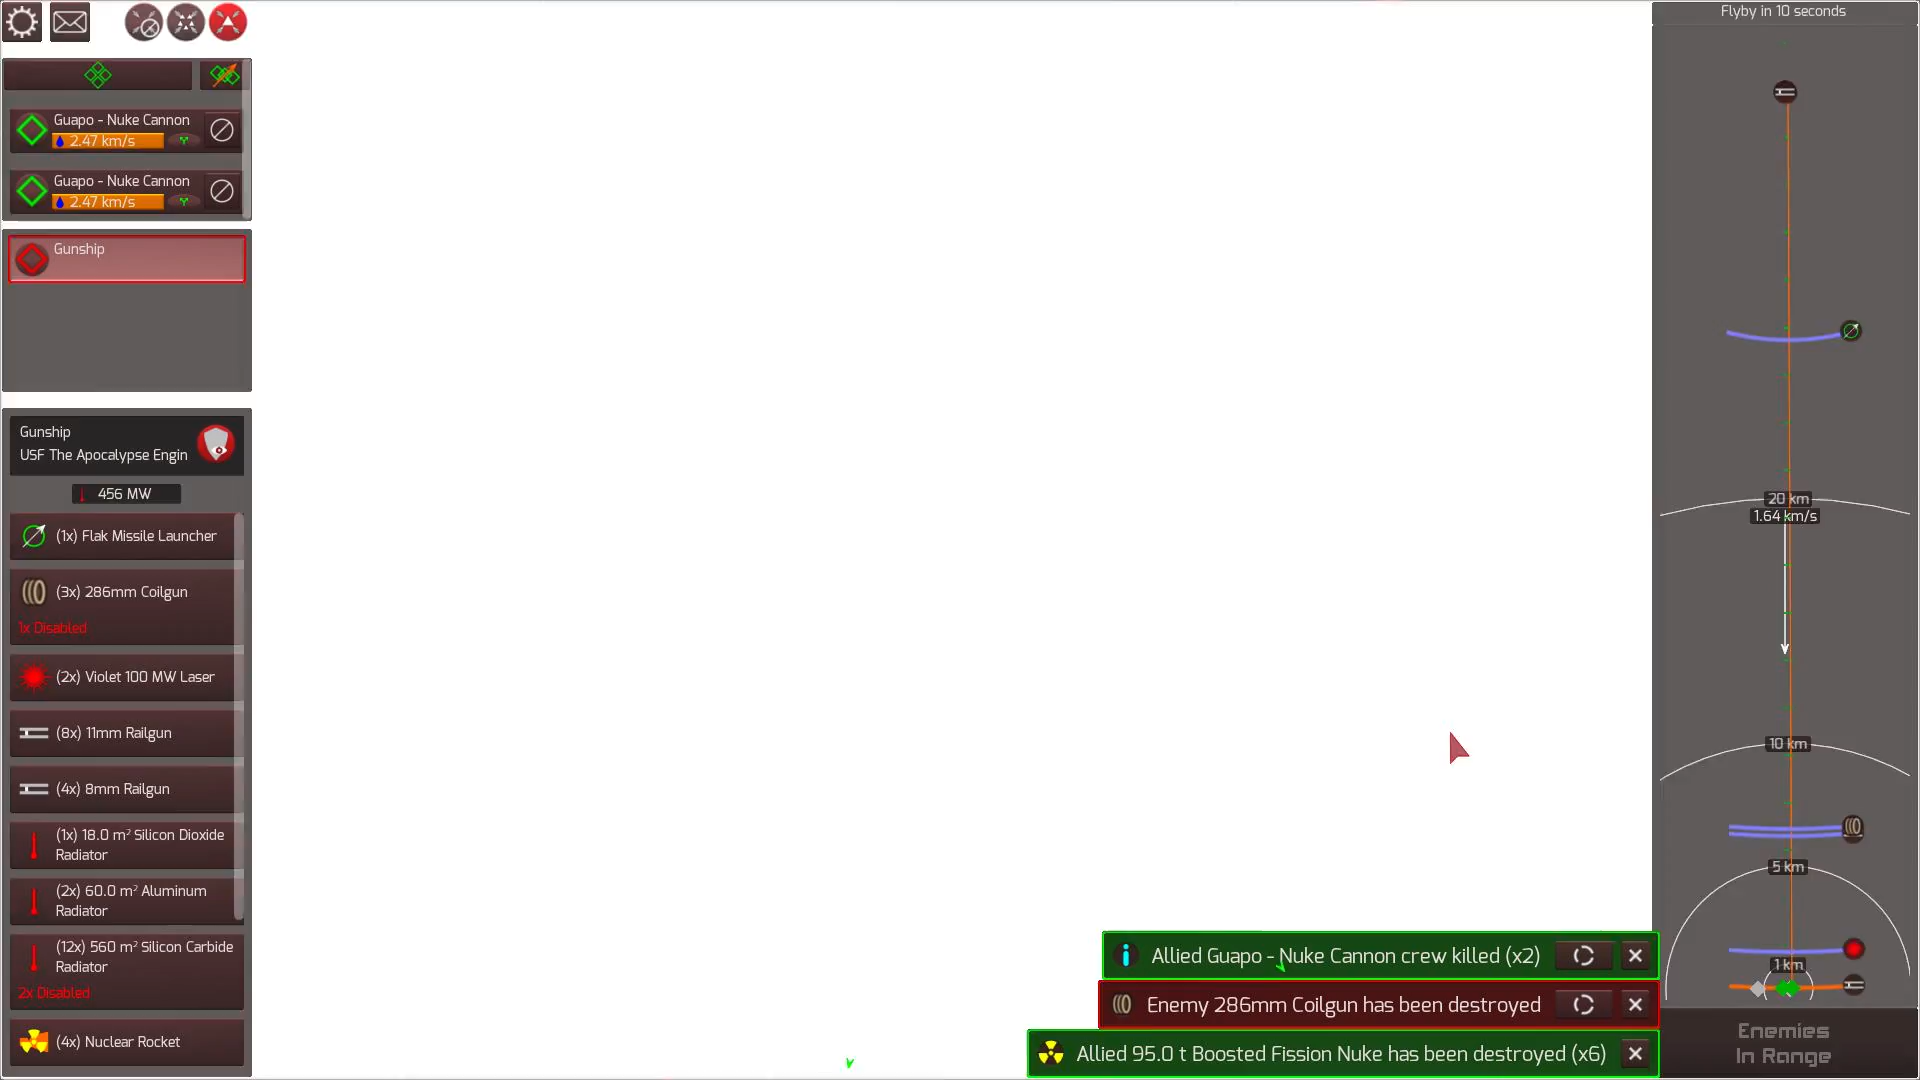 Flyby in 10 seconds
Guapo - Nuke Cannon
2.47 km/s
Guapo - Nuke Cannon
2.47 km/s
Gunship
Gunship
USF The Apocalypse Engin
456 MW
(1x) Flak Missile Launcher
(3x) 286mm Coilgun
1x Disabled
(2x) Violet 100 MW Laser
(8x) 11mm Railgun
(4x) 8mm Railgun
(1x) 18.0 m² Silicon Dioxide
Radiator
(2x) 60.0 m² Aluminum
Radiator
(12x) 560 m² Silicon Carbide
Radiator
2x Disabled
(4x) Nuclear Rocket
20 km
1.64 km/s
10 km
5 km
1 km
Allied Guapo - Nuke Cannon crew killed (x2)
Enemy 286mm Coilgun has been destroyed
Allied 95.0 t Boosted Fission Nuke has been destroyed (x6)
Enemies
In Range